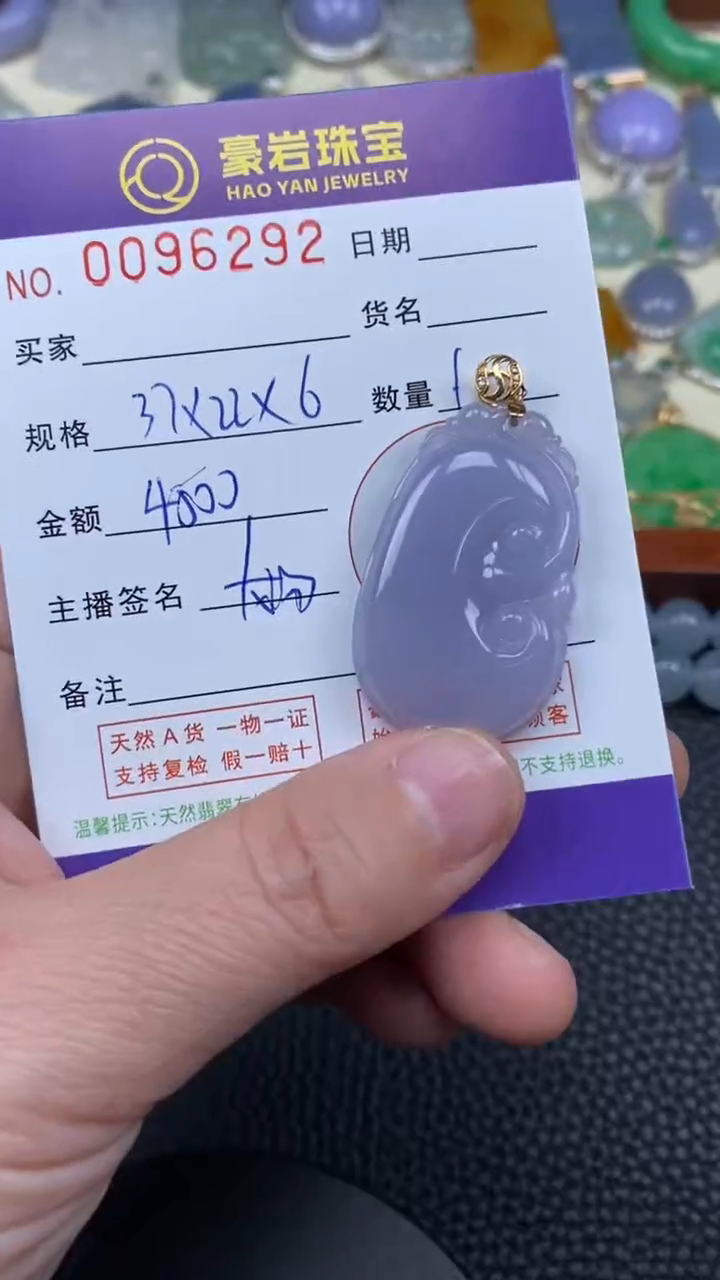 豪岩珠宝
HAO YAN JEWELRY
NO. 0096292 日期
买家 货名
规格 37X22X6 数量 1
金额 4000
主播签名
备注
天然A货 一物一证
支持复检 假一赔十
顾客
温馨提示:天然翡翠 不支持退换。